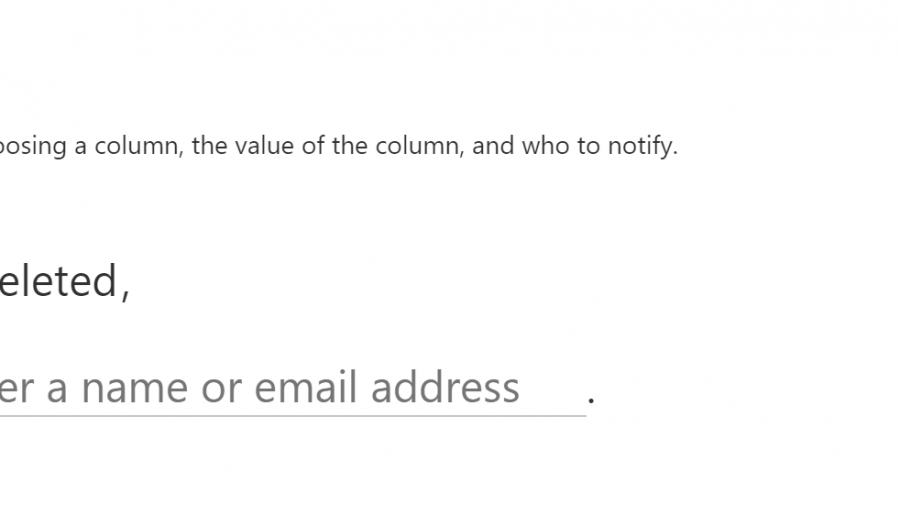 oosing a column, the value of the column, and who to notify.
eleted,
er a name or email address.